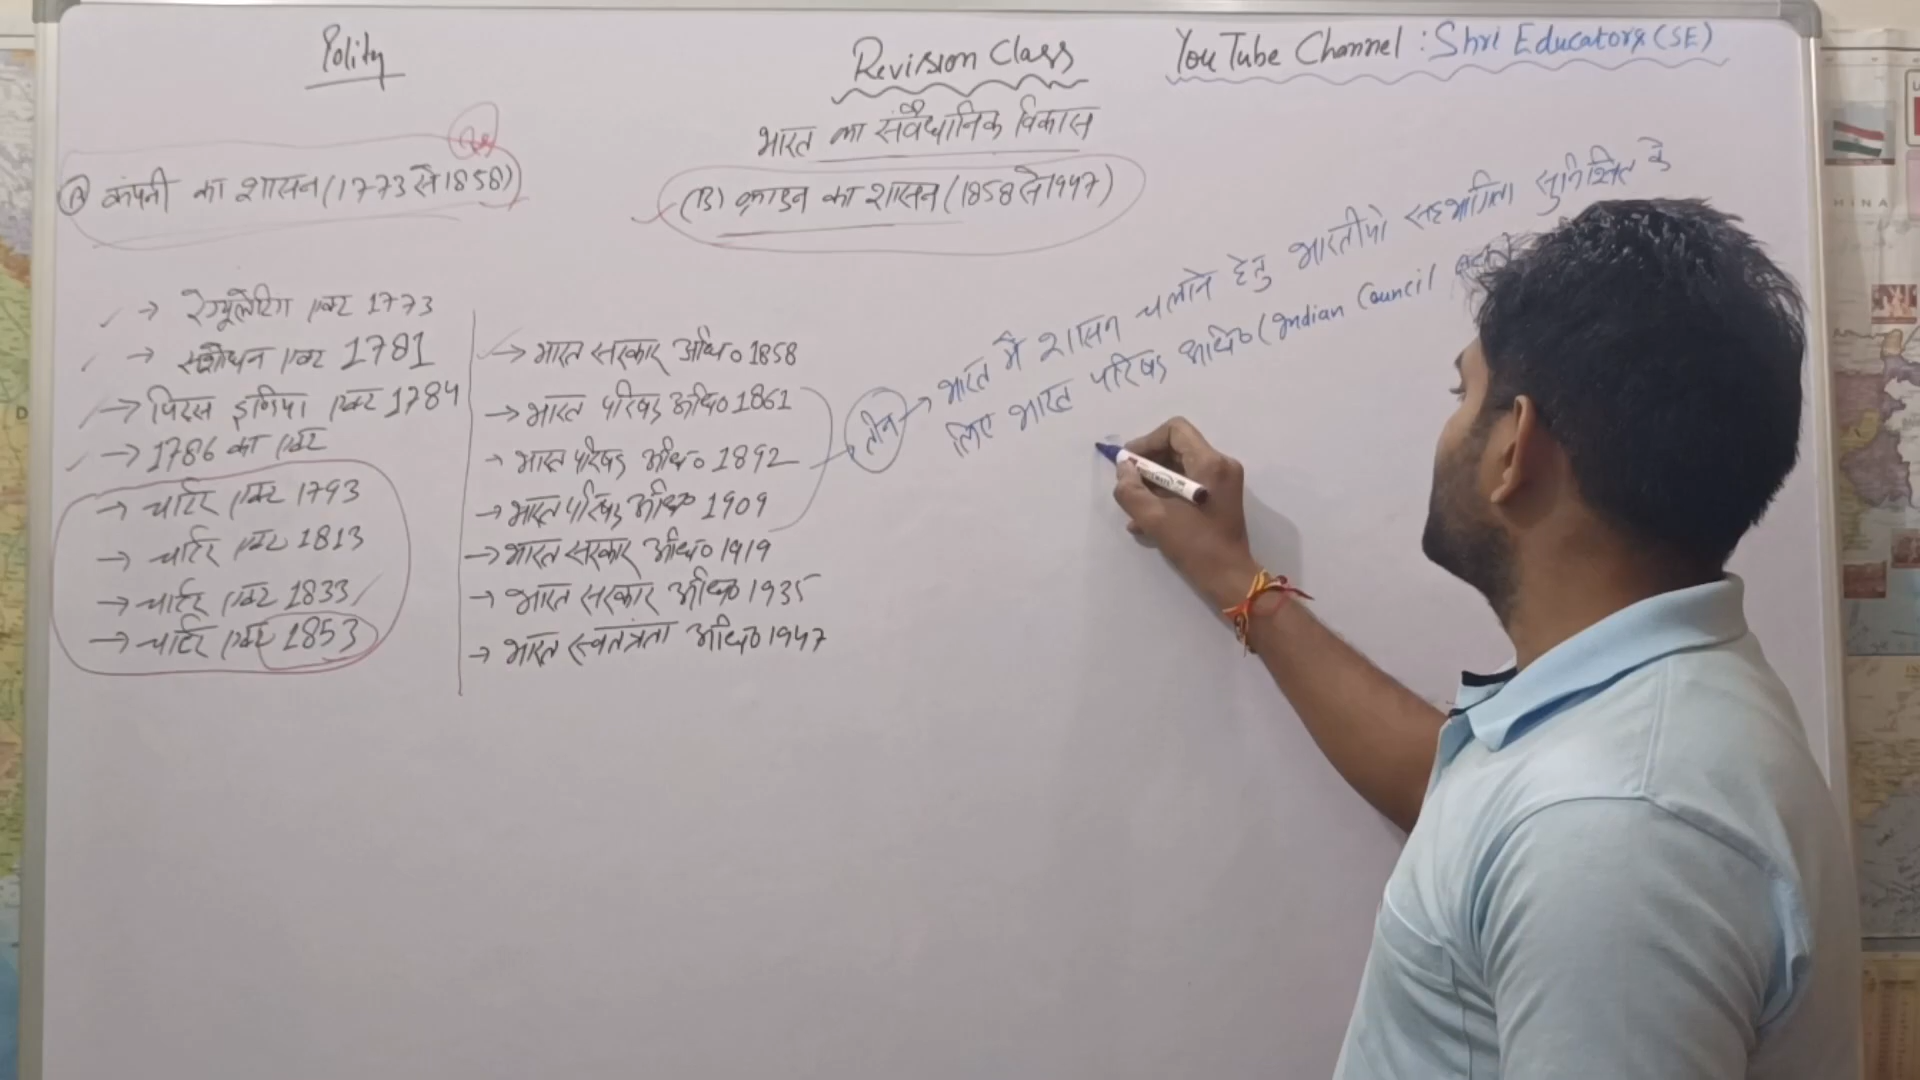 Polity
Revision Class
YouTube Channel : Shri Educators (SE)
भारत का संवैधानिक विकास
(A) कंपनी का शासन (1773 से 1858)
(B) क्राउन का शासन (1858 से 1947)
→ रेग्यूलेटिंग एक्ट 1773
→ संशोधन एक्ट 1781
→ पिट्स इण्डिया एक्ट 1784
→ 1786 का एक्ट
→ चार्टर एक्ट 1793
→ चार्टर एक्ट 1813
→ चार्टर एक्ट 1833
→ चार्टर एक्ट 1853
→ भारत सरकार अधि० 1858
→ भारत परिषद अधि० 1861
→ भारत परिषद अधि० 1892
→ भारत परिषद अधि० 1909
→ भारत सरकार अधि० 1919
→ भारत सरकार अधि० 1935
→ भारत स्वतंत्रता अधि० 1947
तीन → भारत में शासन चलाने हेतु भारतीयो सहभागिता सुनिश्चित के
लिए भारत परिषद अधि० (Indian Council
HINA